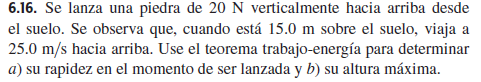 6.16. Se lanza una piedra de 20 N verticalmente hacia arriba desde
el suelo. Se observa que, cuando está 15.0 m sobre el suelo, viaja a
25.0 m/s hacia arriba. Use el teorema trabajo-energía para determinar
a) su rapidez en el momento de ser lanzada y b) su altura máxima.